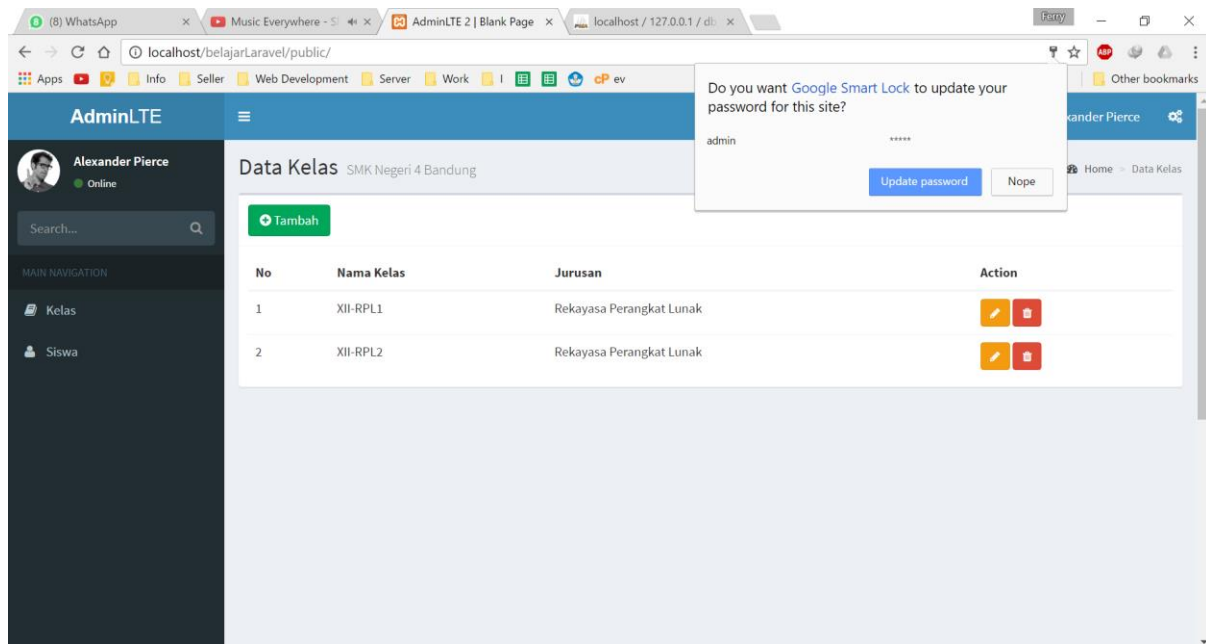 (8) WhatsApp
Music Everywhere - S
AdminLTE 2 | Blank Page
localhost / 127.0.0.1 / db
Ferry
localhost/belajarLaravel/public/
ABP
Apps
Info
Seller
Web Development
Server
Work
I
cP ev
Other bookmarks
Do you want Google Smart Lock to update your
password for this site?
admin *****
Update password Nope
AdminLTE
xander Pierce
Alexander Pierce
Online
Data Kelas SMK Negeri 4 Bandung
Home > Data Kelas
Search...
Tambah
MAIN NAVIGATION
Kelas
Siswa
No Nama Kelas Jurusan Action
1 XII-RPL1 Rekayasa Perangkat Lunak
2 XII-RPL2 Rekayasa Perangkat Lunak